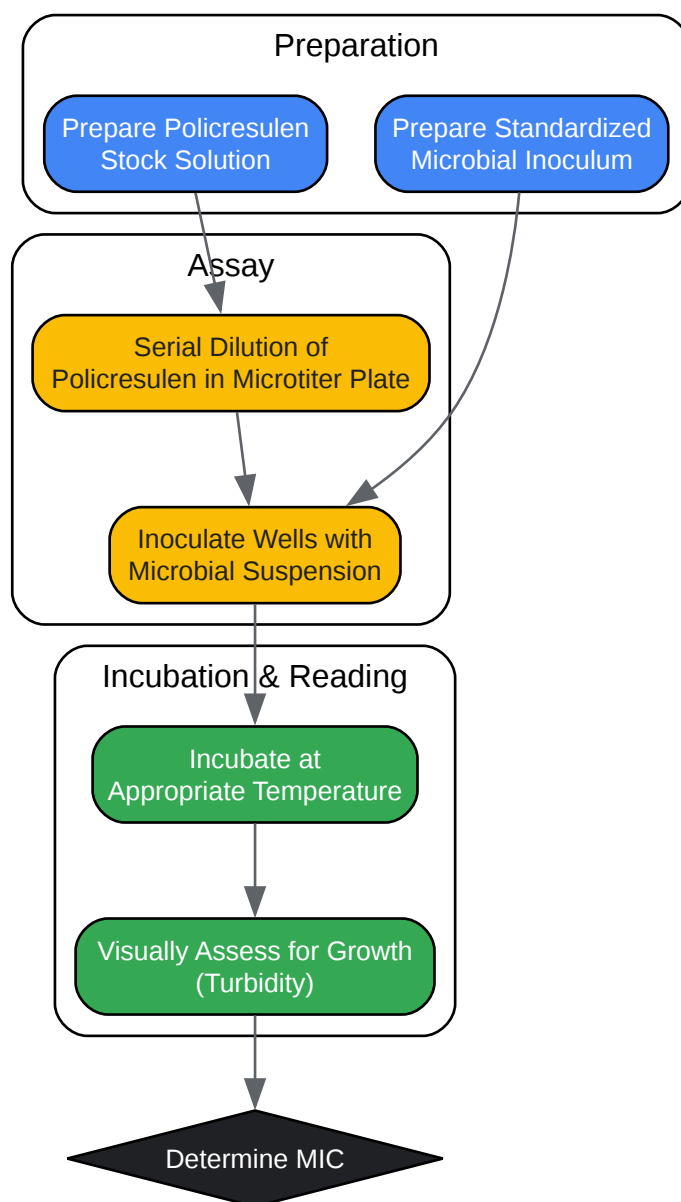 Preparation
Prepare Policresulen
Stock Solution
Prepare Standardized
Microbial Inoculum
Assay
Serial Dilution of
Policresulen in Microtiter Plate
Inoculate Wells with
Microbial Suspension
Incubation & Reading
Incubate at
Appropriate Temperature
Visually Assess for Growth
(Turbidity)
Determine MIC